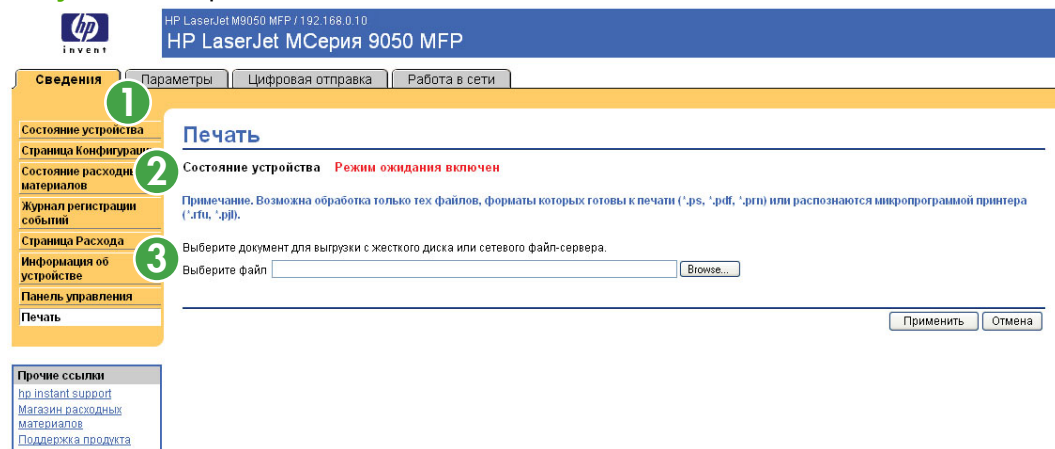 HP LaserJet M9050 MFP / 192.168.0.10
hp
invent
HP LaserJet МСерия 9050 MFP
Сведения
Параметры
Цифровая отправка
Работа в сети
1
Состояние устройства
Страница Конфигурации
2
Состояние расходных
материалов
Журнал регистрации
событий
Страница Расхода
3
Информация об
устройстве
Панель управления
Печать
Печать
Состояние устройства Режим ожидания включен
Примечание. Возможна обработка только тех файлов, форматы которых готовы к печати (*.ps, *.pdf, *.prn) или распознаются микропрограммой принтера
(*.rfu, *.pjl).
Выберите документ для выгрузки с жесткого диска или сетевого файл-сервера.
Выберите файл Browse...
Применить Отмена
Прочие ссылки
hp instant support
Магазин расходных
материалов
Поддержка продукта